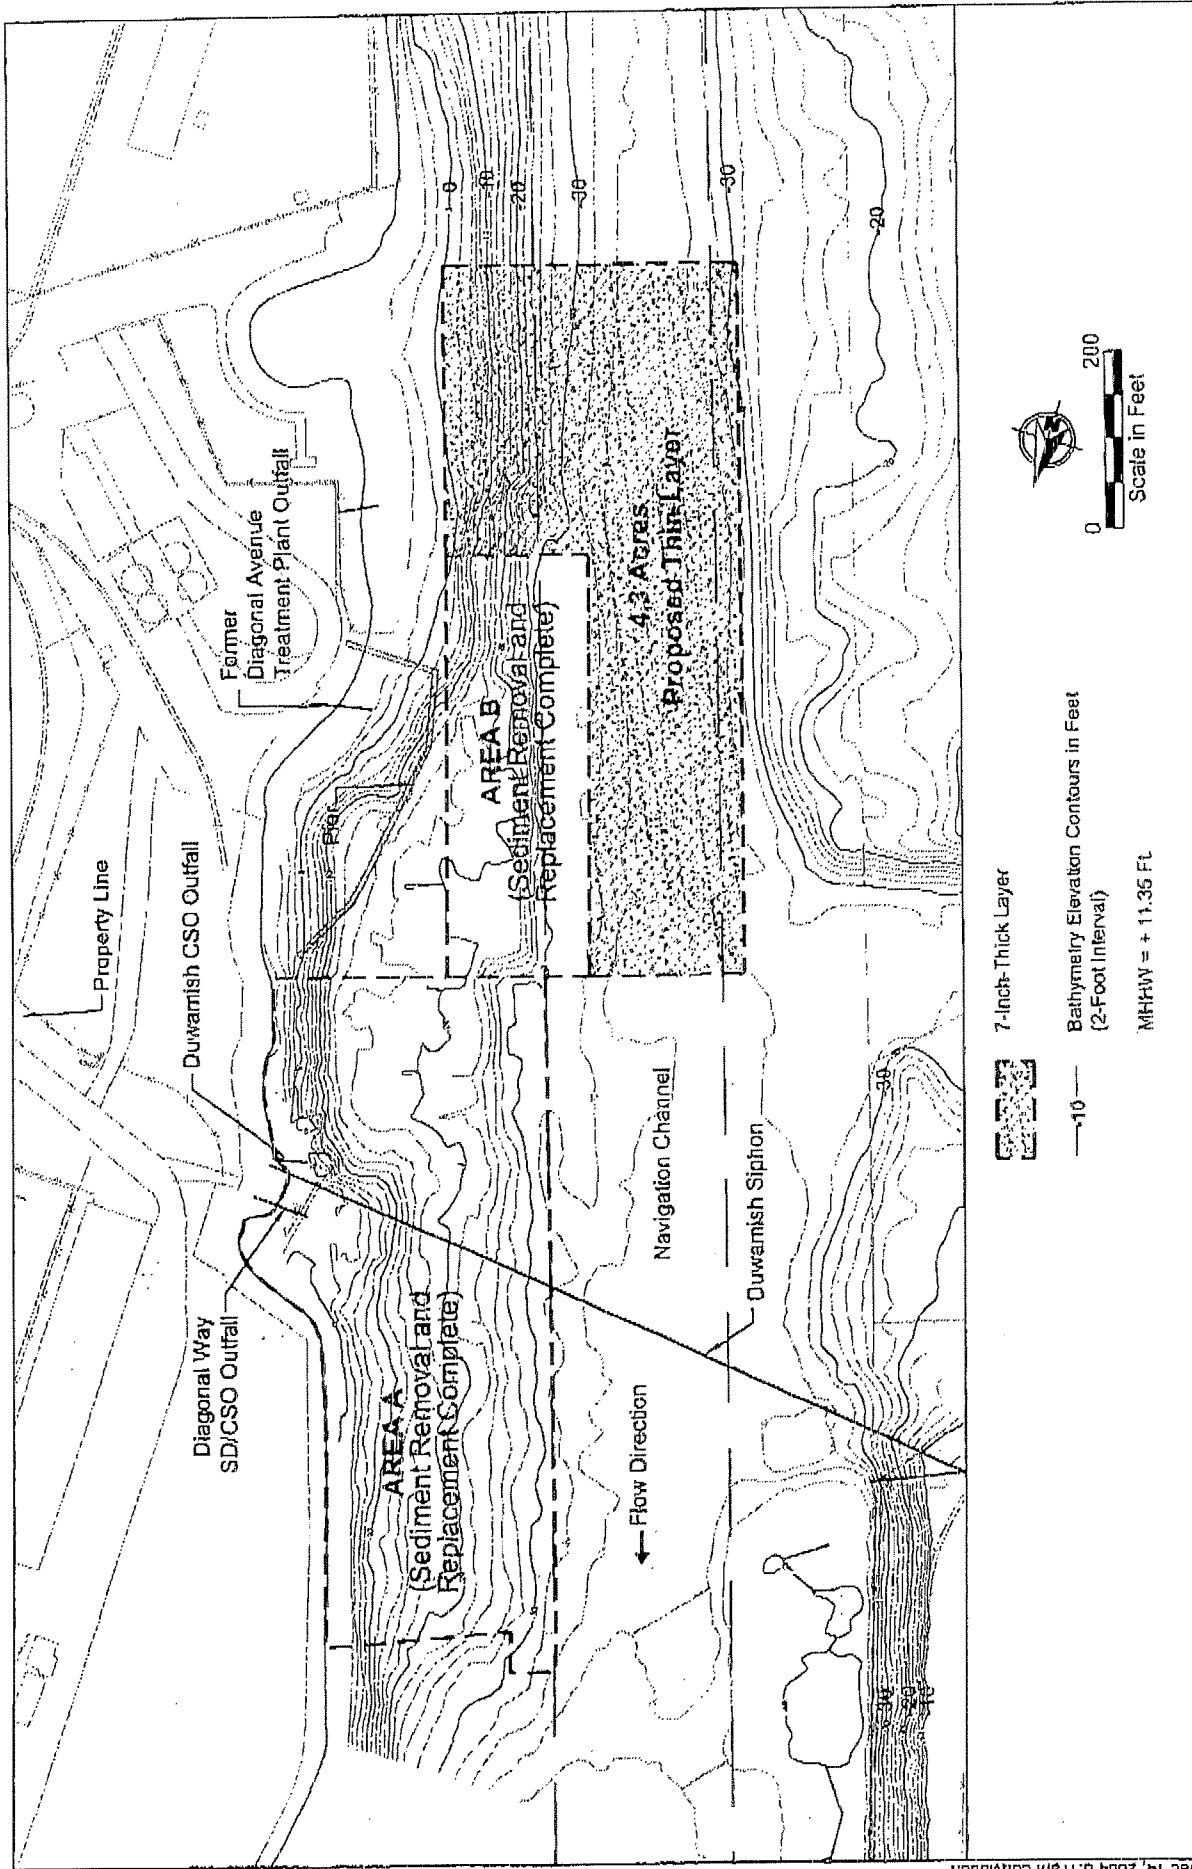 Property Line
Duwamish CSO Outfall
Diagonal Way
SD/CSO Outfall
Former
Diagonal Avenue
Treatment Plant Outfall
Pier
AREA A
(Sediment Removal and
Replacement Complete)
AREA B
(Sediment Removal and
Replacement Complete)
4.3 Acres
Proposed Thin-Layer
0
-10
-20
-30
-30
-20
Navigation Channel
Flow Direction
Duwamish Siphon
-30
-30
-20
-10
7-Inch-Thick Layer
-10
Bathymetry Elevation Contours in Feet
(2-Foot Interval)
MHHW = + 11.35 Ft.
0 200
Scale in Feet